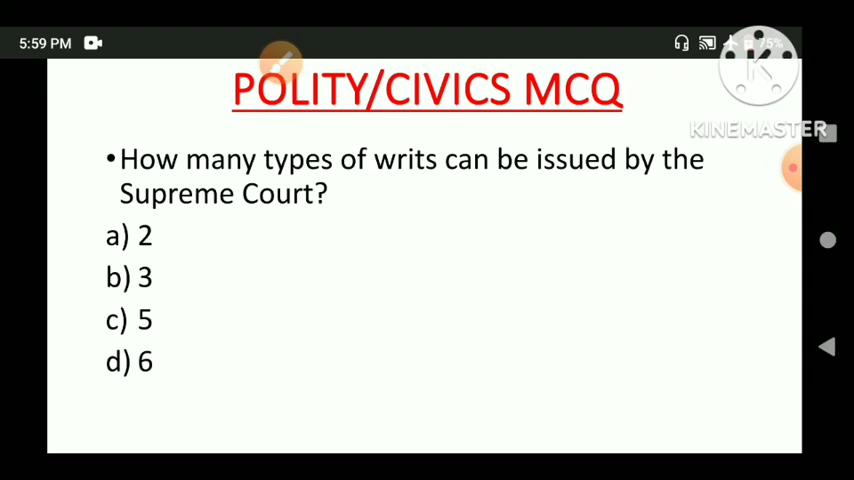 5:59 PM
75%
POLITY/CIVICS MCQ
KINEMASTER
•How many types of writs can be issued by the
Supreme Court?
a) 2
b) 3
c) 5
d) 6